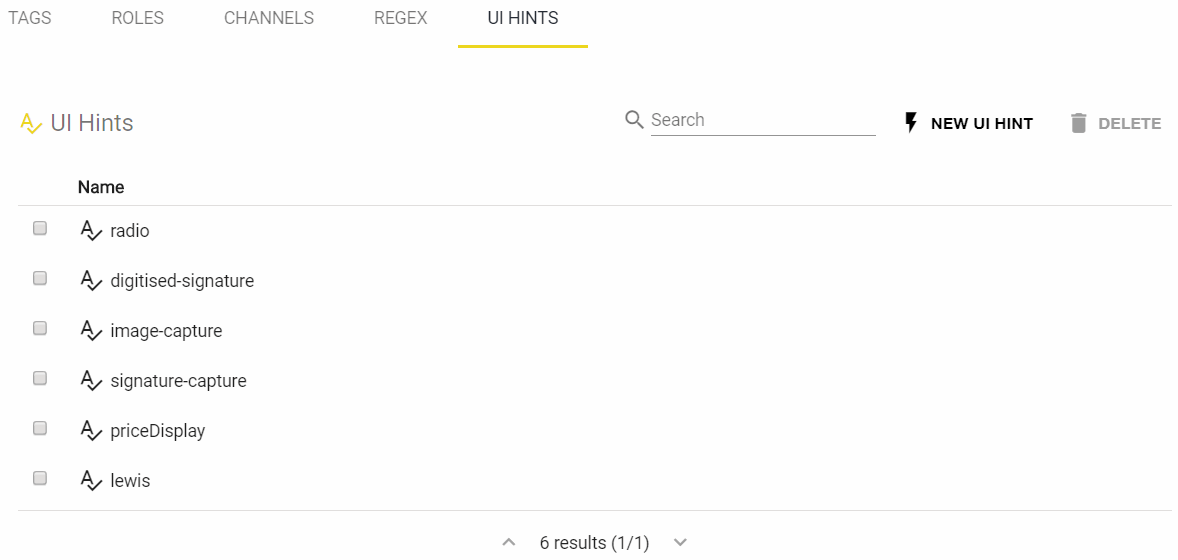 TAGS ROLES CHANNELS REGEX UI HINTS
UI Hints Search NEW UI HINT DELETE
Name
radio
digitised-signature
image-capture
signature-capture
priceDisplay
lewis
6 results (1/1)